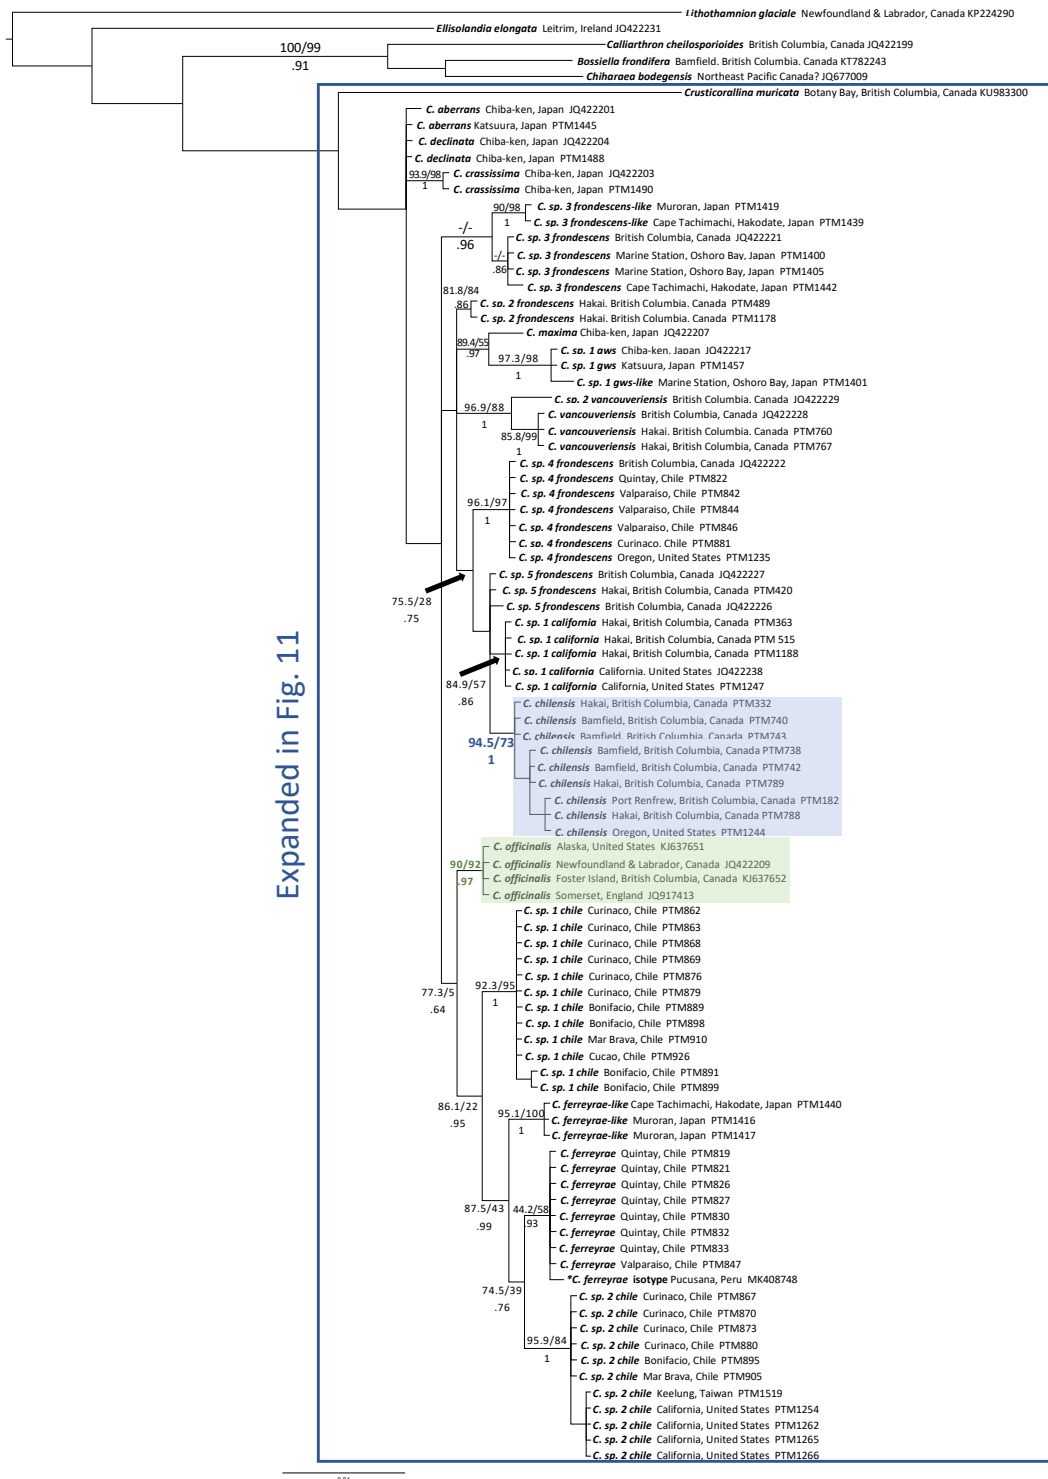 Lithothamnion glaciale Newfoundland & Labrador, Canada KP224290
Ellisolandia elongata Leitrim, Ireland JQ422231
Calliarthron cheilosporioides British Columbia, Canada JQ422199
100/99
.91
Bossiella frondifera Bamfield. British Columbia. Canada KT782243
Chiharaea bodegensis Northeast Pacific Canada? JQ677009
Crusticorallina muricata Botany Bay, British Columbia, Canada KU983300
C. aberrans Chiba-ken, Japan JQ422201
C. aberrans Katsuura, Japan PTM1445
C. declinata Chiba-ken, Japan JQ422204
C. declinata Chiba-ken, Japan PTM1488
93.9/98
1
C. crassissima Chiba-ken, Japan JQ422203
C. crassissima Chiba-ken, Japan PTM1490
90/98
1
C. sp. 3 frondescens-like Muroran, Japan PTM1419
C. sp. 3 frondescens-like Cape Tachimachi, Hakodate, Japan PTM1439
-/-
.96
C. sp. 3 frondescens British Columbia, Canada JQ422221
-/-
.86
C. sp. 3 frondescens Marine Station, Oshoro Bay, Japan PTM1400
C. sp. 3 frondescens Marine Station, Oshoro Bay, Japan PTM1405
C. sp. 3 frondescens Cape Tachimachi, Hakodate, Japan PTM1442
81.8/84
.86
C. sp. 2 frondescens Hakai. British Columbia. Canada PTM489
C. sp. 2 frondescens Hakai. British Columbia. Canada PTM1178
C. maxima Chiba-ken, Japan JQ422207
89.4/55
.97
C. sp. 1 aws Chiba-ken. Japan JQ422217
97.3/98
1
C. sp. 1 gws Katsuura, Japan PTM1457
C. sp. 1 gws-like Marine Station, Oshoro Bay, Japan PTM1401
C. sp. 2 vancouveriensis British Columbia. Canada JQ422229
96.9/88
1
C. vancouveriensis British Columbia, Canada JQ422228
C. vancouveriensis Hakai. British Columbia. Canada PTM760
85.8/99
1
C. vancouveriensis Hakai, British Columbia, Canada PTM767
C. sp. 4 frondescens British Columbia, Canada JQ422222
C. sp. 4 frondescens Quintay, Chile PTM822
C. sp. 4 frondescens Valparaiso, Chile PTM842
96.1/97
1
C. sp. 4 frondescens Valparaiso, Chile PTM844
C. sp. 4 frondescens Valparaiso, Chile PTM846
C. sp. 4 frondescens Curinaco. Chile PTM881
C. sp. 4 frondescens Oregon, United States PTM1235
75.5/28
.75
C. sp. 5 frondescens British Columbia, Canada JQ422227
C. sp. 5 frondescens Hakai, British Columbia, Canada PTM420
C. sp. 5 frondescens British Columbia, Canada JQ422226
C. sp. 1 california Hakai, British Columbia, Canada PTM363
C. sp. 1 california Hakai, British Columbia, Canada PTM 515
C. sp. 1 california Hakai, British Columbia, Canada PTM1188
C. sp. 1 california California. United States JQ422238
C. sp. 1 california California, United States PTM1247
84.9/57
.86
C. chilensis Hakai, British Columbia, Canada PTM332
C. chilensis Bamfield, British Columbia, Canada PTM740
C. chilensis Bamfield, British Columbia, Canada PTM743
94.5/73
1
C. chilensis Bamfield, British Columbia, Canada PTM738
C. chilensis Bamfield, British Columbia, Canada PTM742
C. chilensis Hakai, British Columbia, Canada PTM789
C. chilensis Port Renfrew, British Columbia, Canada PTM182
C. chilensis Hakai, British Columbia, Canada PTM788
C. chilensis Oregon, United States PTM1244
Expanded in Fig. 11
C. officinalis Alaska, United States KJ637651
90/92
.97
C. officinalis Newfoundland & Labrador, Canada JQ422209
C. officinalis Foster Island, British Columbia, Canada KJ637652
C. officinalis Somerset, England JQ917413
C. sp. 1 chile Curinaco, Chile PTM862
C. sp. 1 chile Curinaco, Chile PTM863
C. sp. 1 chile Curinaco, Chile PTM868
C. sp. 1 chile Curinaco, Chile PTM869
C. sp. 1 chile Curinaco, Chile PTM876
92.3/95
1
C. sp. 1 chile Curinaco, Chile PTM879
C. sp. 1 chile Bonifacio, Chile PTM889
C. sp. 1 chile Bonifacio, Chile PTM898
C. sp. 1 chile Mar Brava, Chile PTM910
C. sp. 1 chile Cucao, Chile PTM926
C. sp. 1 chile Bonifacio, Chile PTM891
C. sp. 1 chile Bonifacio, Chile PTM899
77.3/5
.64
86.1/22
.95
C. ferreyrae-like Cape Tachimachi, Hakodate, Japan PTM1440
95.1/100
1
C. ferreyrae-like Muroran, Japan PTM1416
C. ferreyrae-like Muroran, Japan PTM1417
C. ferreyrae Quintay, Chile PTM819
C. ferreyrae Quintay, Chile PTM821
C. ferreyrae Quintay, Chile PTM826
C. ferreyrae Quintay, Chile PTM827
87.5/43
.99
44.2/58
.93
C. ferreyrae Quintay, Chile PTM830
C. ferreyrae Quintay, Chile PTM832
C. ferreyrae Quintay, Chile PTM833
C. ferreyrae Valparaiso, Chile PTM847
*C. ferreyrae isotype Pucusana, Peru MK408748
74.5/39
.76
C. sp. 2 chile Curinaco, Chile PTM867
C. sp. 2 chile Curinaco, Chile PTM870
C. sp. 2 chile Curinaco, Chile PTM873
95.9/84
1
C. sp. 2 chile Curinaco, Chile PTM880
C. sp. 2 chile Bonifacio, Chile PTM895
C. sp. 2 chile Mar Brava, Chile PTM905
C. sp. 2 chile Keelung, Taiwan PTM1519
C. sp. 2 chile California, United States PTM1254
C. sp. 2 chile California, United States PTM1262
C. sp. 2 chile California, United States PTM1265
C. sp. 2 chile California, United States PTM1266